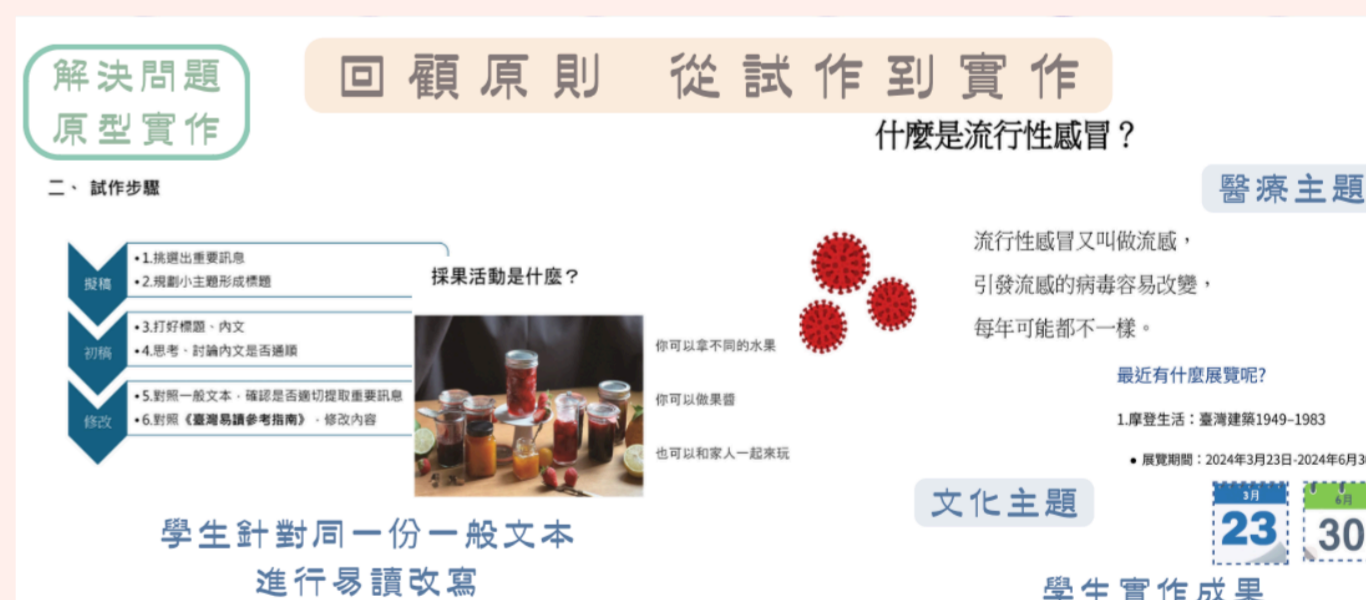 解決問題
原型實作
回顧原則 從試作到實作
二、 試作步驟
擬稿
•1.挑選出重要訊息
•2.規劃小主題形成標題
初稿
•3.打好標題、內文
•4.思考、討論內文是否通順
修改
•5.對照一般文本，確認是否適切提取重要訊息
•6.對照《臺灣易讀參考指南》，修改內容
採果活動是什麼？
你可以拿不同的水果
你可以做果醬
也可以和家人一起來玩
學生針對同一份一般文本
進行易讀改寫
什麼是流行性感冒？
醫療主題
流行性感冒又叫做流感，
引發流感的病毒容易改變，
每年可能都不一樣。
最近有什麼展覽呢?
1.摩登生活：臺灣建築1949–1983
• 展覽期間：2024年3月23日-2024年6月30
文化主題
3月
23
6月
30
學生實作成果